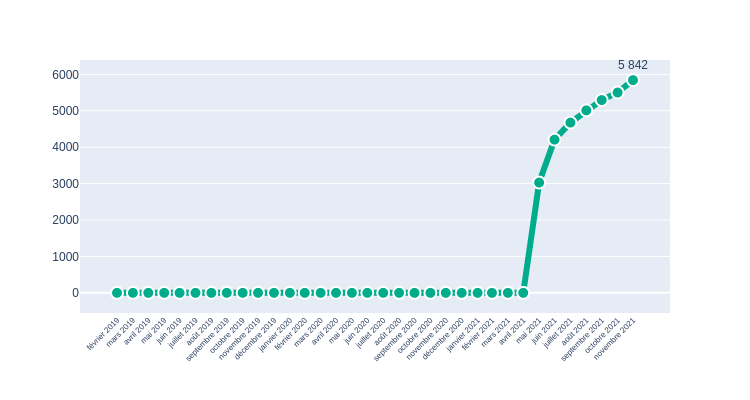 5 842
6000
5000
4000
3000
2000
1000
0
février 2019
mars 2019
avril 2019
mai 2019
juin 2019
juillet 2019
août 2019
septembre 2019
octobre 2019
novembre 2019
décembre 2019
janvier 2020
février 2020
mars 2020
avril 2020
mai 2020
juin 2020
juillet 2020
août 2020
septembre 2020
octobre 2020
novembre 2020
décembre 2020
janvier 2021
février 2021
mars 2021
avril 2021
mai 2021
juin 2021
juillet 2021
août 2021
septembre 2021
octobre 2021
novembre 2021